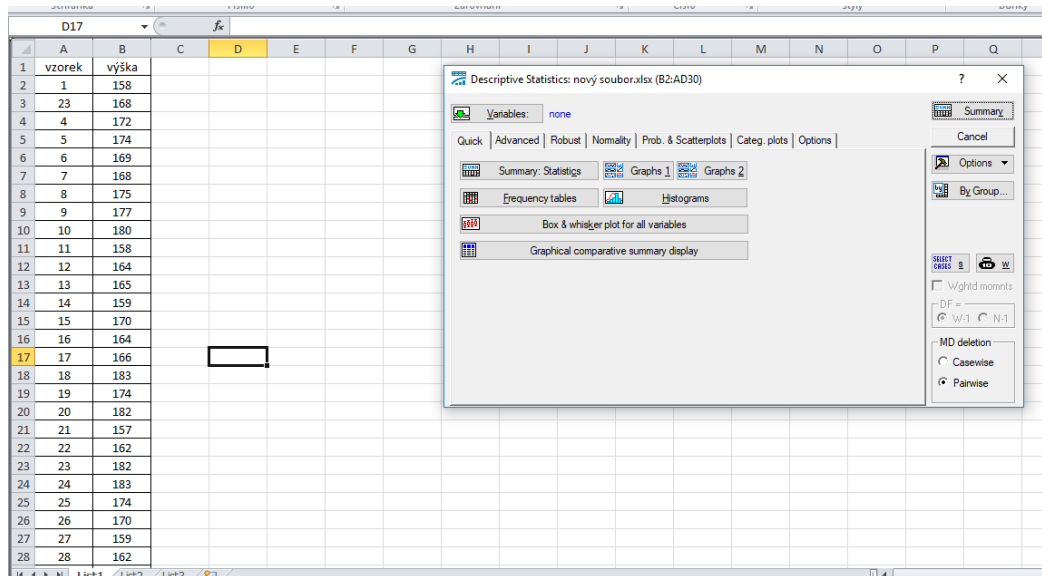 Schránka Písmo Zarovnání Číslo Styly Buňky
D17 fx
A B C D E F G H I J K L M N O P Q
1 vzorek výška
2 1 158
3 23 168
4 4 172
5 5 174
6 6 169
7 7 168
8 8 175
9 9 177
10 10 180
11 11 158
12 12 164
13 13 165
14 14 159
15 15 170
16 16 164
17 17 166
18 18 183
19 19 174
20 20 182
21 21 157
22 22 162
23 23 182
24 24 183
25 25 174
26 26 170
27 27 159
28 28 162
List1 List2 List3
Descriptive Statistics: nový soubor.xlsx (B2:AD30) ?
Variables: none
Quick Advanced Robust Normality Prob. & Scatterplots Categ. plots Options
Summary: Statistics Graphs 1 Graphs 2
Frequency tables Histograms
Box & whisker plot for all variables
Graphical comparative summary display
Summary
Cancel
Options
By Group...
SELECT CASES S W
Wghtd momnts
DF =
W-1 N-1
MD deletion
Casewise
Pairwise